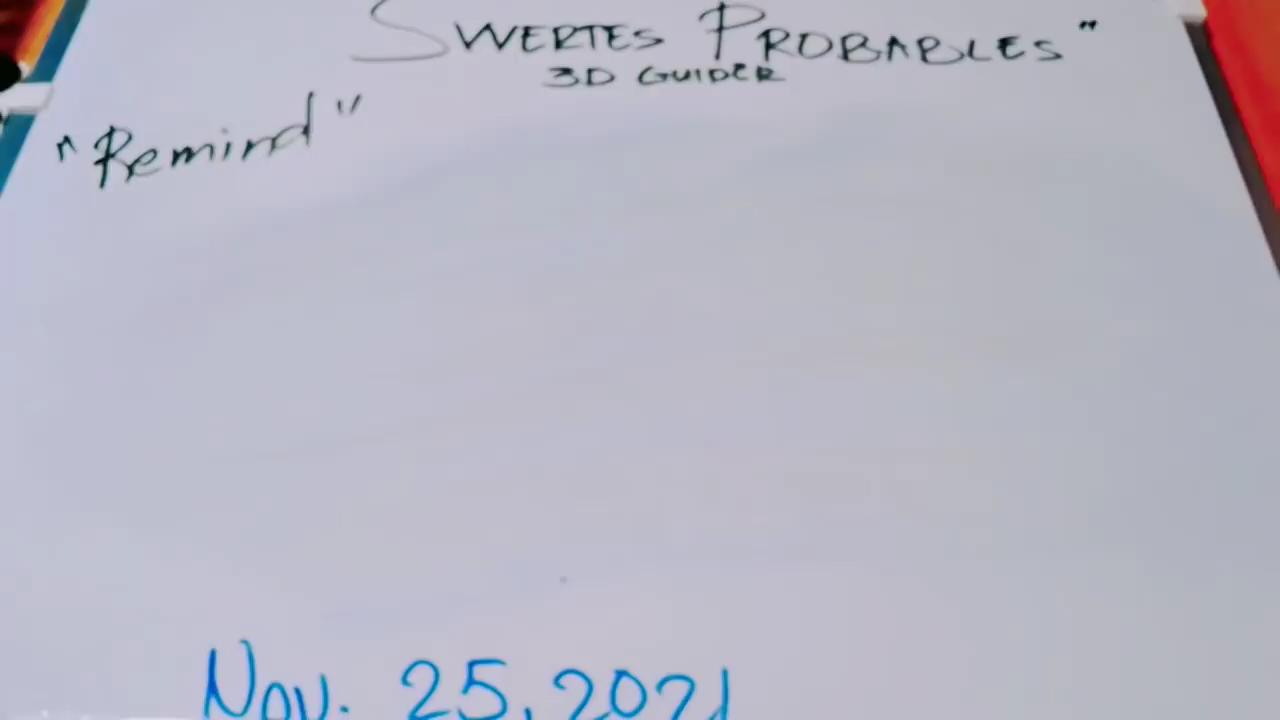 SWERTES PROBABLES"
3D GUIDER
"Remind"
Nov. 25, 2021